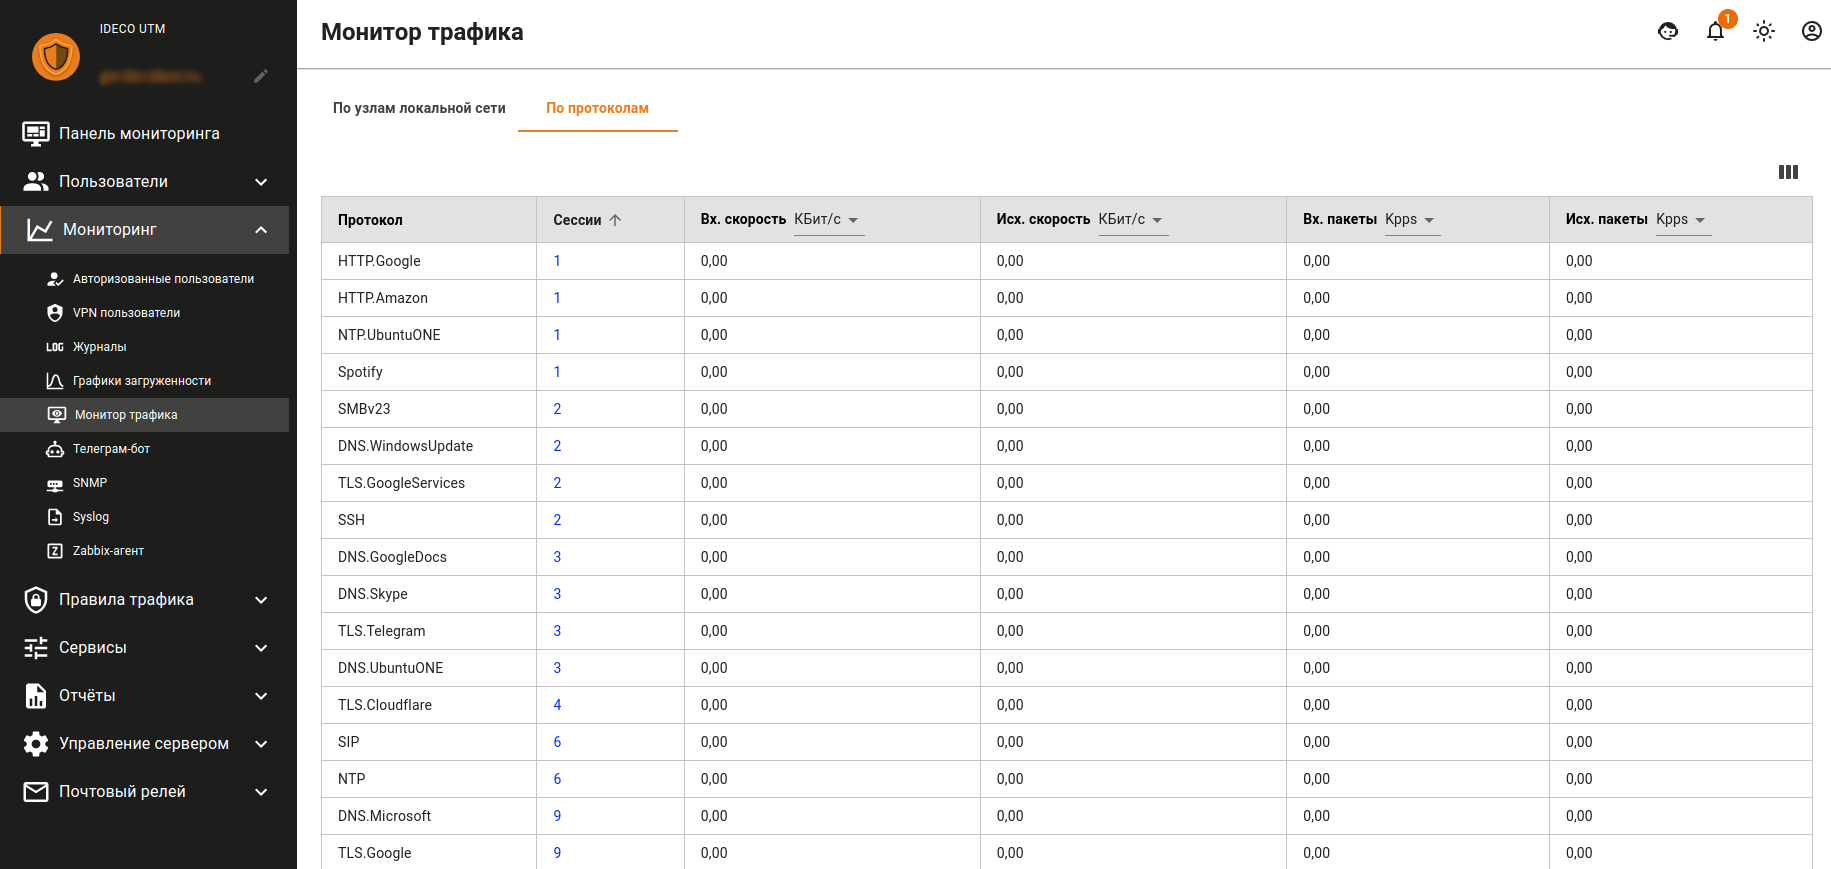 IDECO UTM
Панель мониторинга
Пользователи
Мониторинг
Авторизованные пользователи
VPN пользователи
LOG Журналы
Графики загруженности
Монитор трафика
Телеграм-бот
SNMP
Syslog
Z Zabbix-агент
Правила трафика
Сервисы
Отчёты
Управление сервером
Почтовый релей
Монитор трафика
1
По узлам локальной сети По протоколам
Протокол Сессии Вх. скорость КБит/с Исх. скорость КБит/с Вх. пакеты Kpps Исх. пакеты Kpps
HTTP.Google 1 0,00 0,00 0,00 0,00
HTTP.Amazon 1 0,00 0,00 0,00 0,00
NTP.UbuntuONE 1 0,00 0,00 0,00 0,00
Spotify 1 0,00 0,00 0,00 0,00
SMBv23 2 0,00 0,00 0,00 0,00
DNS.WindowsUpdate 2 0,00 0,00 0,00 0,00
TLS.GoogleServices 2 0,00 0,00 0,00 0,00
SSH 2 0,00 0,00 0,00 0,00
DNS.GoogleDocs 3 0,00 0,00 0,00 0,00
DNS.Skype 3 0,00 0,00 0,00 0,00
TLS.Telegram 3 0,00 0,00 0,00 0,00
DNS.UbuntuONE 3 0,00 0,00 0,00 0,00
TLS.Cloudflare 4 0,00 0,00 0,00 0,00
SIP 6 0,00 0,00 0,00 0,00
NTP 6 0,00 0,00 0,00 0,00
DNS.Microsoft 9 0,00 0,00 0,00 0,00
TLS.Google 9 0,00 0,00 0,00 0,00